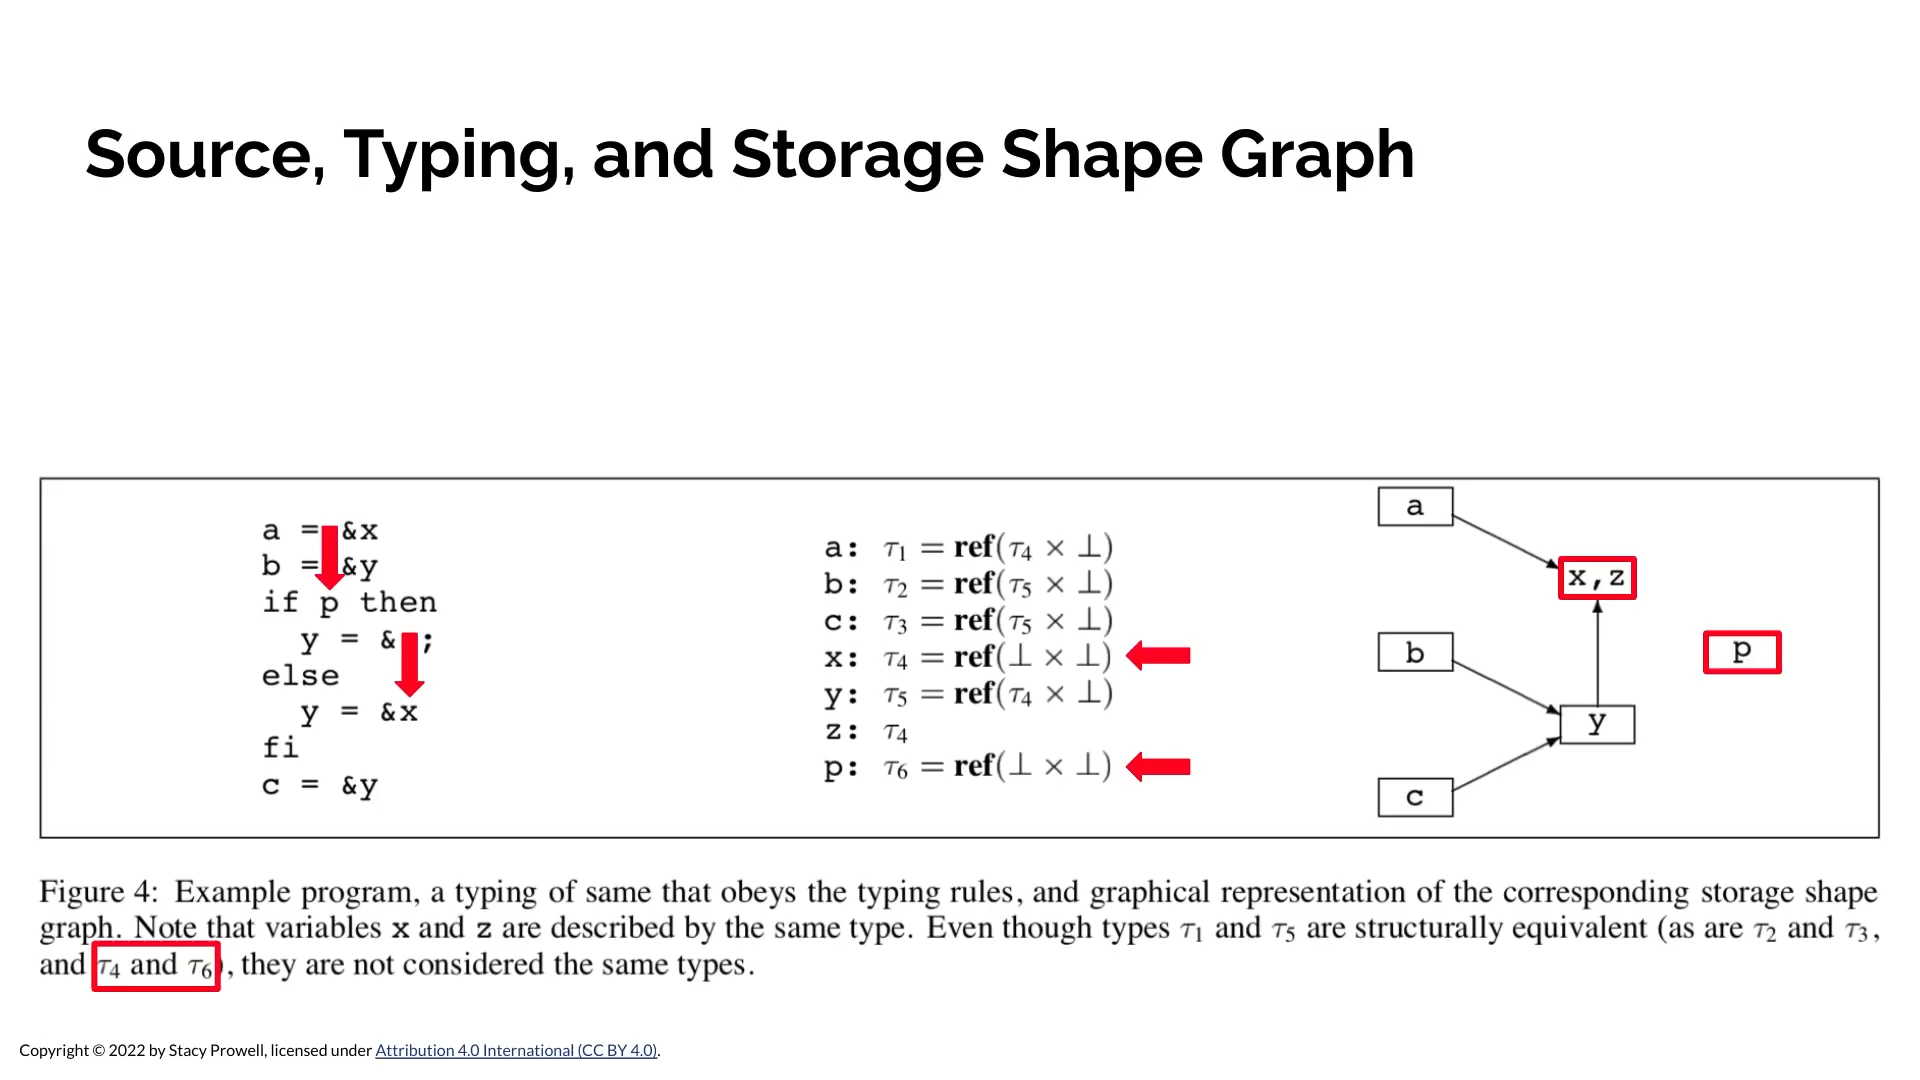 Source, Typing, and Storage Shape Graph
a = &x
b = &y
if p then
y = & ;
else
y = &x
fi
c = &y
a: τ1 = ref(τ4 × ⊥)
b: τ2 = ref(τ5 × ⊥)
c: τ3 = ref(τ5 × ⊥)
x: τ4 = ref(⊥ × ⊥)
y: τ5 = ref(τ4 × ⊥)
z: τ4
p: τ6 = ref(⊥ × ⊥)
a
x,z
b
p
y
c
Figure 4: Example program, a typing of same that obeys the typing rules, and graphical representation of the corresponding storage shape
graph. Note that variables x and z are described by the same type. Even though types τ1 and τ5 are structurally equivalent (as are τ2 and τ3,
and τ4 and τ6), they are not considered the same types.
Copyright © 2022 by Stacy Prowell, licensed under Attribution 4.0 International (CC BY 4.0).